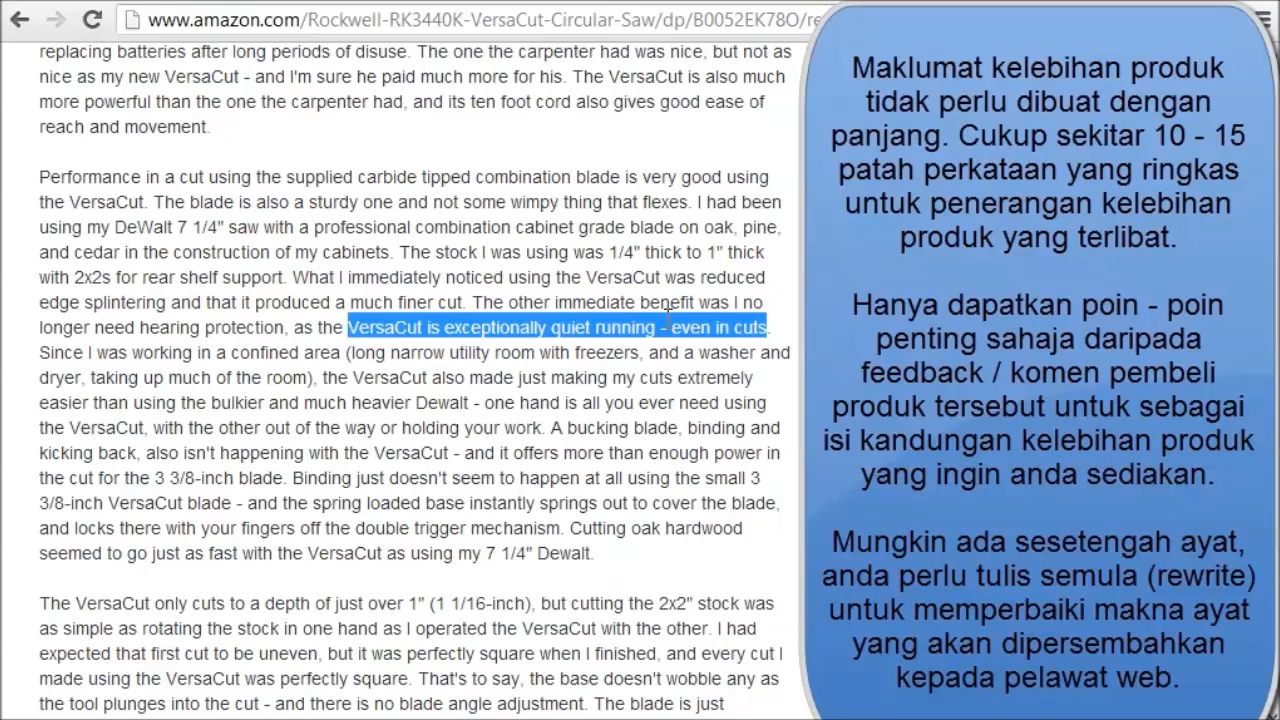 www.amazon.com/Rockwell-RK3440K-VersaCut-Circular-Saw/dp/B0052EK78O/re
replacing batteries after long periods of disuse. The one the carpenter had was nice, but not as
nice as my new VersaCut - and I'm sure he paid much more for his. The VersaCut is also much
more powerful than the one the carpenter had, and its ten foot cord also gives good ease of
reach and movement.
Performance in a cut using the supplied carbide tipped combination blade is very good using
the VersaCut. The blade is also a sturdy one and not some wimpy thing that flexes. I had been
using my DeWalt 7 1/4" saw with a professional combination cabinet grade blade on oak, pine,
and cedar in the construction of my cabinets. The stock I was using was 1/4" thick to 1" thick
with 2x2s for rear shelf support. What I immediately noticed using the VersaCut was reduced
edge splintering and that it produced a much finer cut. The other immediate benefit was I no
longer need hearing protection, as the VersaCut is exceptionally quiet running - even in cuts.
Since I was working in a confined area (long narrow utility room with freezers, and a washer and
dryer, taking up much of the room), the VersaCut also made just making my cuts extremely
easier than using the bulkier and much heavier Dewalt - one hand is all you ever need using
the VersaCut, with the other out of the way or holding your work. A bucking blade, binding and
kicking back, also isn't happening with the VersaCut - and it offers more than enough power in
the cut for the 3 3/8-inch blade. Binding just doesn't seem to happen at all using the small 3
3/8-inch VersaCut blade - and the spring loaded base instantly springs out to cover the blade,
and locks there with your fingers off the double trigger mechanism. Cutting oak hardwood
seemed to go just as fast with the VersaCut as using my 7 1/4" Dewalt.
The VersaCut only cuts to a depth of just over 1" (1 1/16-inch), but cutting the 2x2" stock was
as simple as rotating the stock in one hand as I operated the VersaCut with the other. I had
expected that first cut to be uneven, but it was perfectly square when I finished, and every cut I
made using the VersaCut was perfectly square. That's to say, the base doesn't wobble any as
the tool plunges into the cut - and there is no blade angle adjustment. The blade is just
Maklumat kelebihan produk
tidak perlu dibuat dengan
panjang. Cukup sekitar 10 - 15
patah perkataan yang ringkas
untuk penerangan kelebihan
produk yang terlibat.
Hanya dapatkan poin - poin
penting sahaja daripada
feedback / komen pembeli
produk tersebut untuk sebagai
isi kandungan kelebihan produk
yang ingin anda sediakan.
Mungkin ada sesetengah ayat,
anda perlu tulis semula (rewrite)
untuk memperbaiki makna ayat
yang akan dipersembahkan
kepada pelawat web.